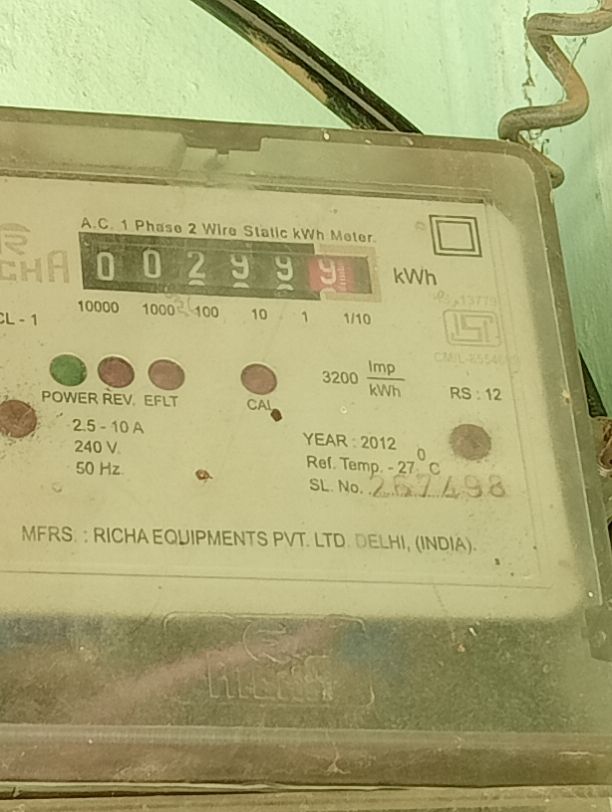 A.C. 1 Phase 2 Wire Static kWh Meter.
0 0 2 9 9 9 kWh
10000 1000 100 10 1 1/10
CL - 1
3200 Imp/kWh
POWER REV. EFLT CAL
RS : 12
2.5 - 10 A
240 V.
50 Hz.
YEAR : 2012
Ref. Temp. - 27 0 C
SL. No. 267498
MFRS. : RICHA EQUIPMENTS PVT. LTD. DELHI, (INDIA).
RICHA